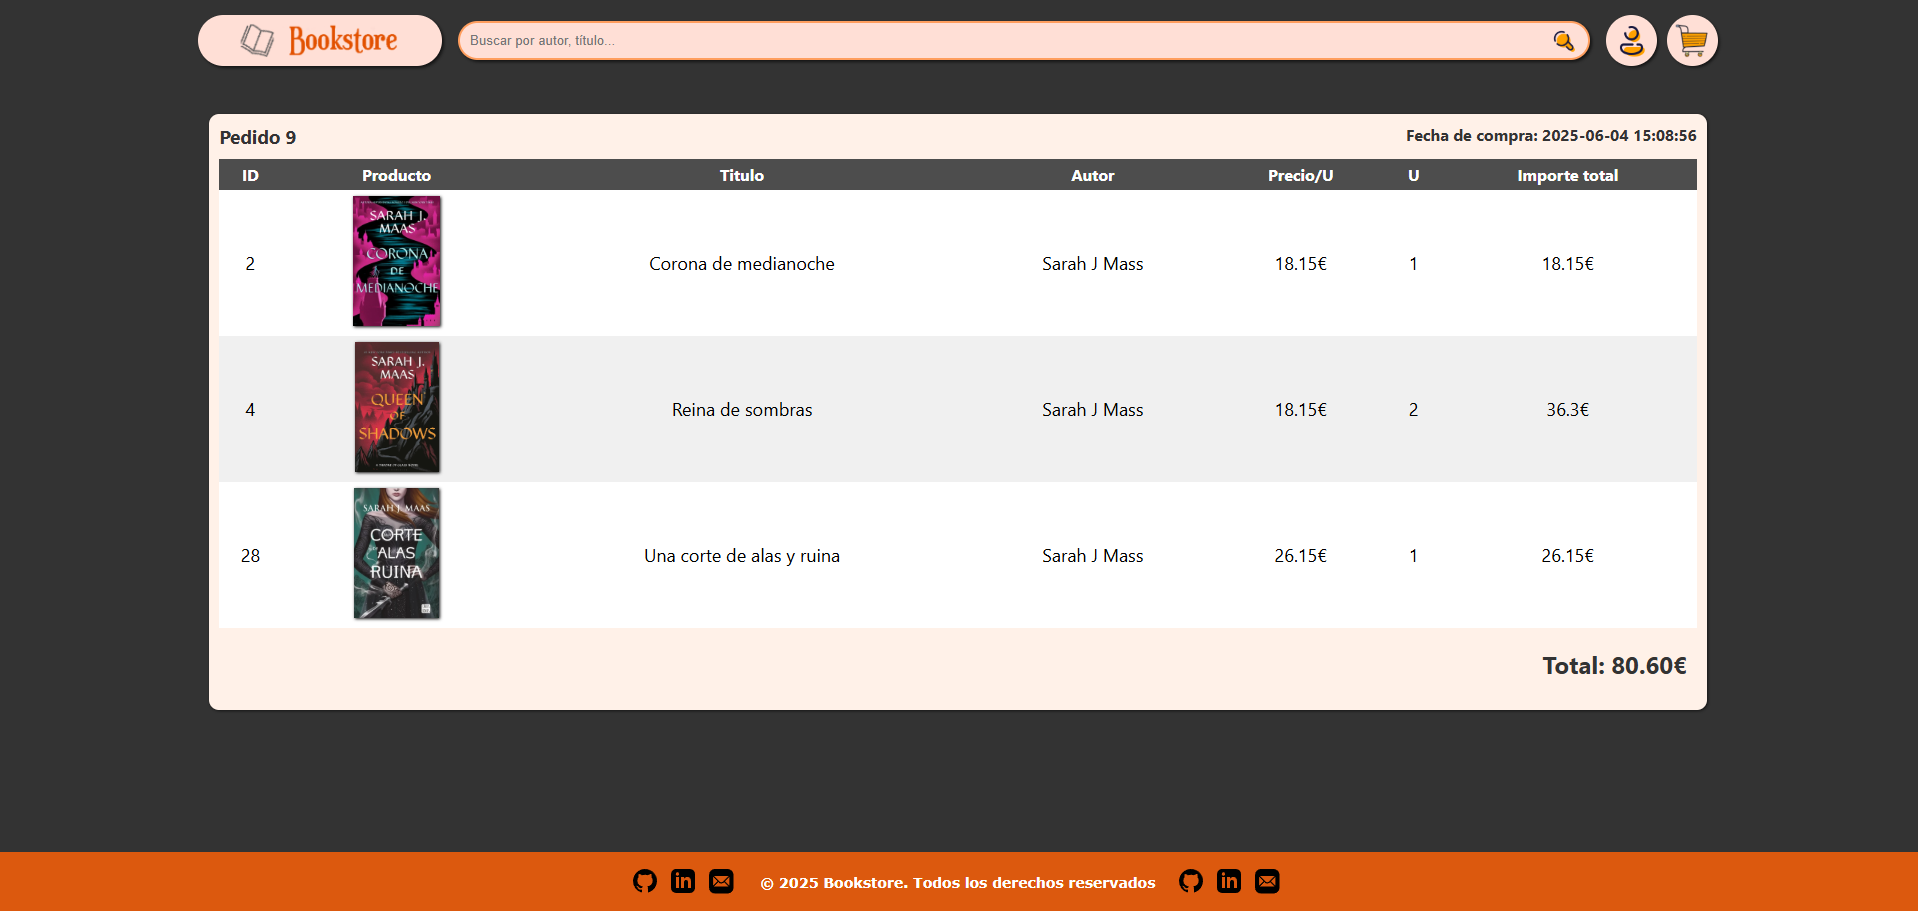 Bookstore
Buscar por autor, título...
Pedido 9
Fecha de compra: 2025-06-04 15:08:56
ID Producto Titulo Autor Precio/U U Importe total
SARAH J.
MAAS
CORONA
DE
MEDIANOCHE
2 Corona de medianoche Sarah J Mass 18.15€ 1 18.15€
SARAH J.
MAAS
QUEEN
OF
SHADOWS
4 Reina de sombras Sarah J Mass 18.15€ 2 36.3€
SARAH J. MAAS
CORTE
ALAS
RUINA
28 Una corte de alas y ruina Sarah J Mass 26.15€ 1 26.15€
Total: 80.60€
© 2025 Bookstore. Todos los derechos reservados